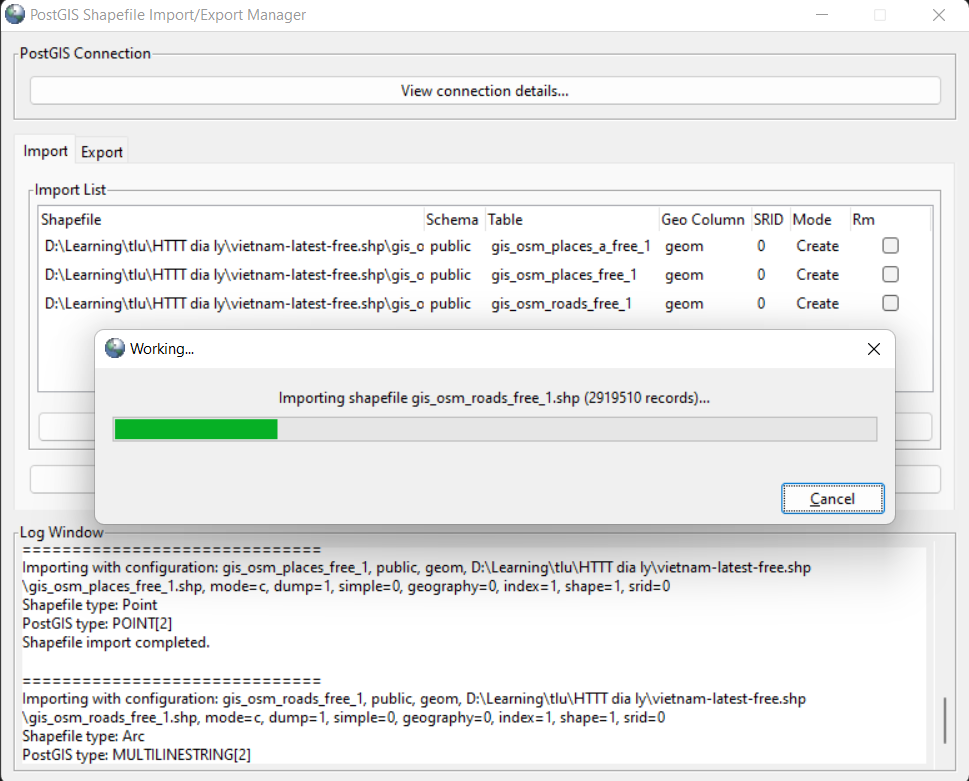 PostGIS Shapefile Import/Export Manager
PostGIS Connection
View connection details...
Import Export
Import List
Shapefile Schema Table Geo Column SRID Mode Rm
D:\Learning\tlu\HTTT dia ly\vietnam-latest-free.shp\gis_o public gis_osm_places_a_free_1 geom 0 Create
D:\Learning\tlu\HTTT dia ly\vietnam-latest-free.shp\gis_o public gis_osm_places_free_1 geom 0 Create
D:\Learning\tlu\HTTT dia ly\vietnam-latest-free.shp\gis_o public gis_osm_roads_free_1 geom 0 Create
Working...
Importing shapefile gis_osm_roads_free_1.shp (2919510 records)...
Cancel
Log Window
==============================
Importing with configuration: gis_osm_places_free_1, public, geom, D:\Learning\tlu\HTTT dia ly\vietnam-latest-free.shp
\gis_osm_places_free_1.shp, mode=c, dump=1, simple=0, geography=0, index=1, shape=1, srid=0
Shapefile type: Point
PostGIS type: POINT[2]
Shapefile import completed.
==============================
Importing with configuration: gis_osm_roads_free_1, public, geom, D:\Learning\tlu\HTTT dia ly\vietnam-latest-free.shp
\gis_osm_roads_free_1.shp, mode=c, dump=1, simple=0, geography=0, index=1, shape=1, srid=0
Shapefile type: Arc
PostGIS type: MULTILINESTRING[2]